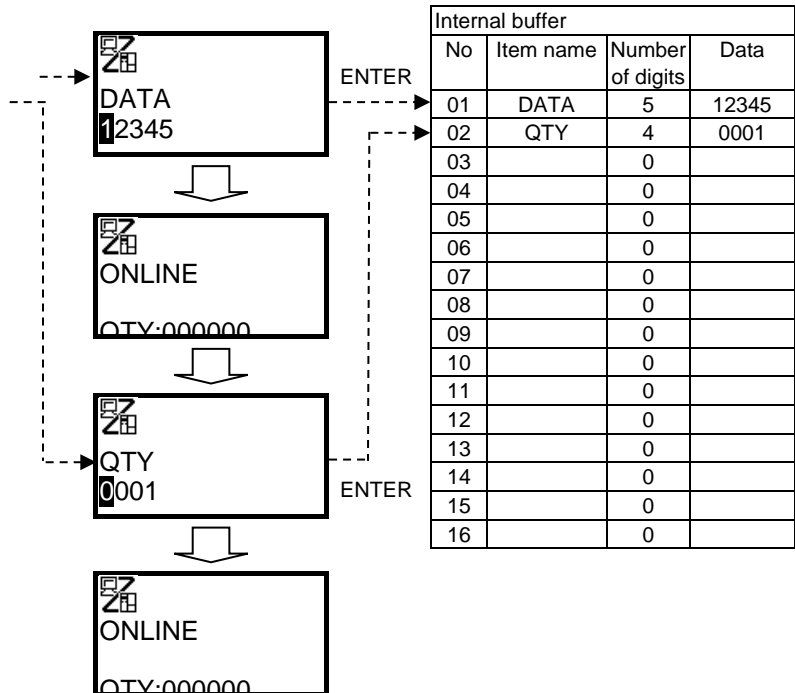 DATA
12345
ENTER
ONLINE
QTY:000000
QTY
0001
ENTER
ONLINE
QTY:000000
Internal buffer
No Item name Number of digits Data
01 DATA 5 12345
02 QTY 4 0001
03 0
04 0
05 0
06 0
07 0
08 0
09 0
10 0
11 0
12 0
13 0
14 0
15 0
16 0